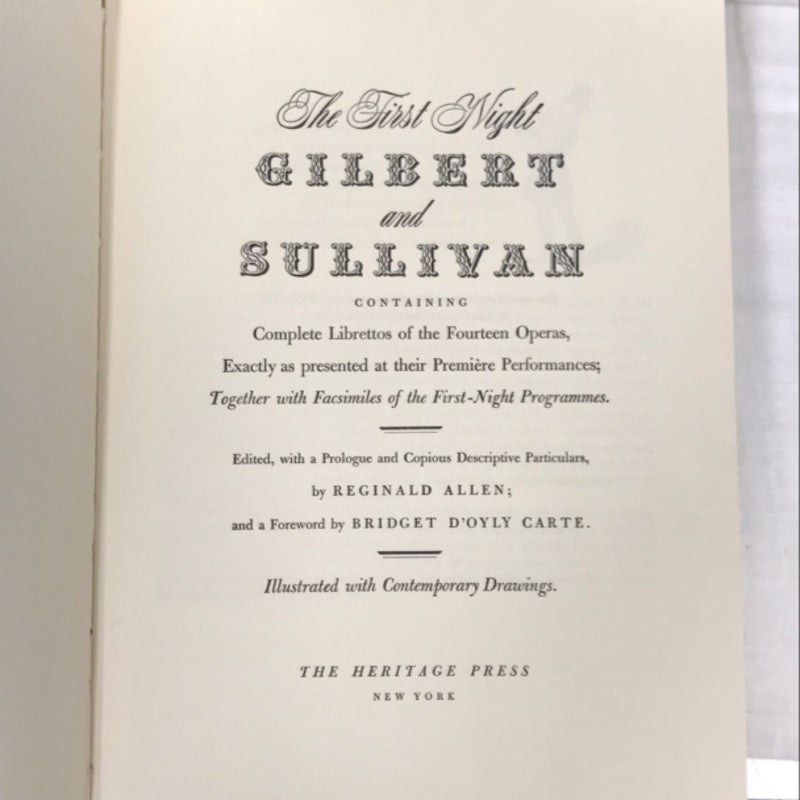 The First Night
GILBERT
and
SULLIVAN
CONTAINING
Complete Librettos of the Fourteen Operas,
Exactly as presented at their Première Performances;
Together with Facsimiles of the First-Night Programmes.
Edited, with a Prologue and Copious Descriptive Particulars,
by REGINALD ALLEN;
and a Foreword by BRIDGET D'OYLY CARTE.
Illustrated with Contemporary Drawings.
THE HERITAGE PRESS
NEW YORK